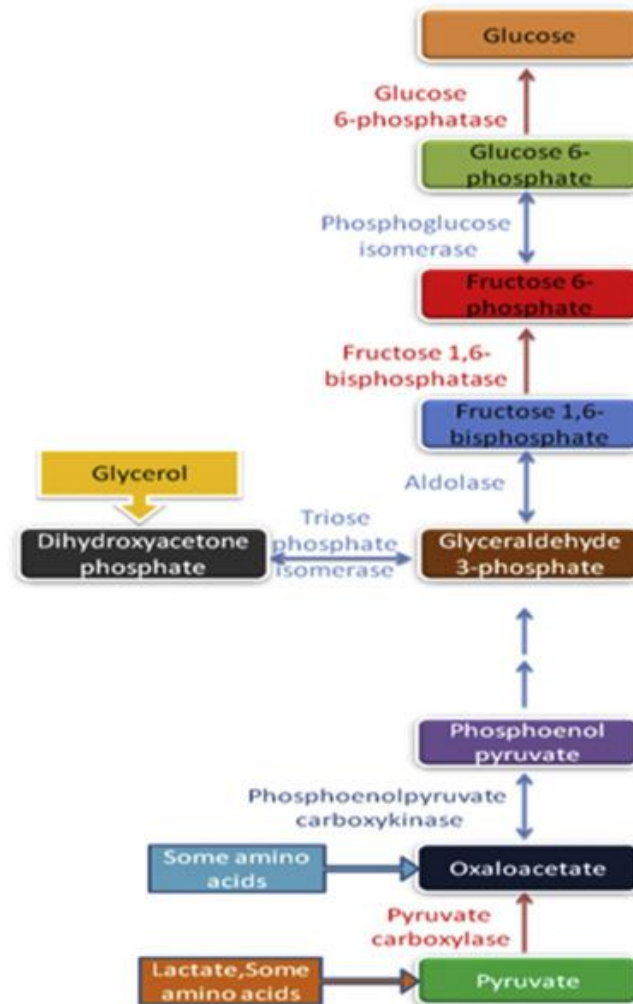 Glucose
Glucose
6-phosphatase
Glucose 6-
phosphate
Phosphoglucose
isomerase
Fructose 6-
phosphate
Fructose 1,6-
bisphosphatase
Fructose 1,6-
bisphosphate
Glycerol
Aldolase
Dihydroxyacetone
phosphate
Triose
phosphate
isomerase
Glyceraldehyde
3-phosphate
Phosphoenol
pyruvate
Phosphoenolpyruvate
carboxykinase
Some amino
acids
Oxaloacetate
Pyruvate
carboxylase
Lactate,Some
amino acids
Pyruvate